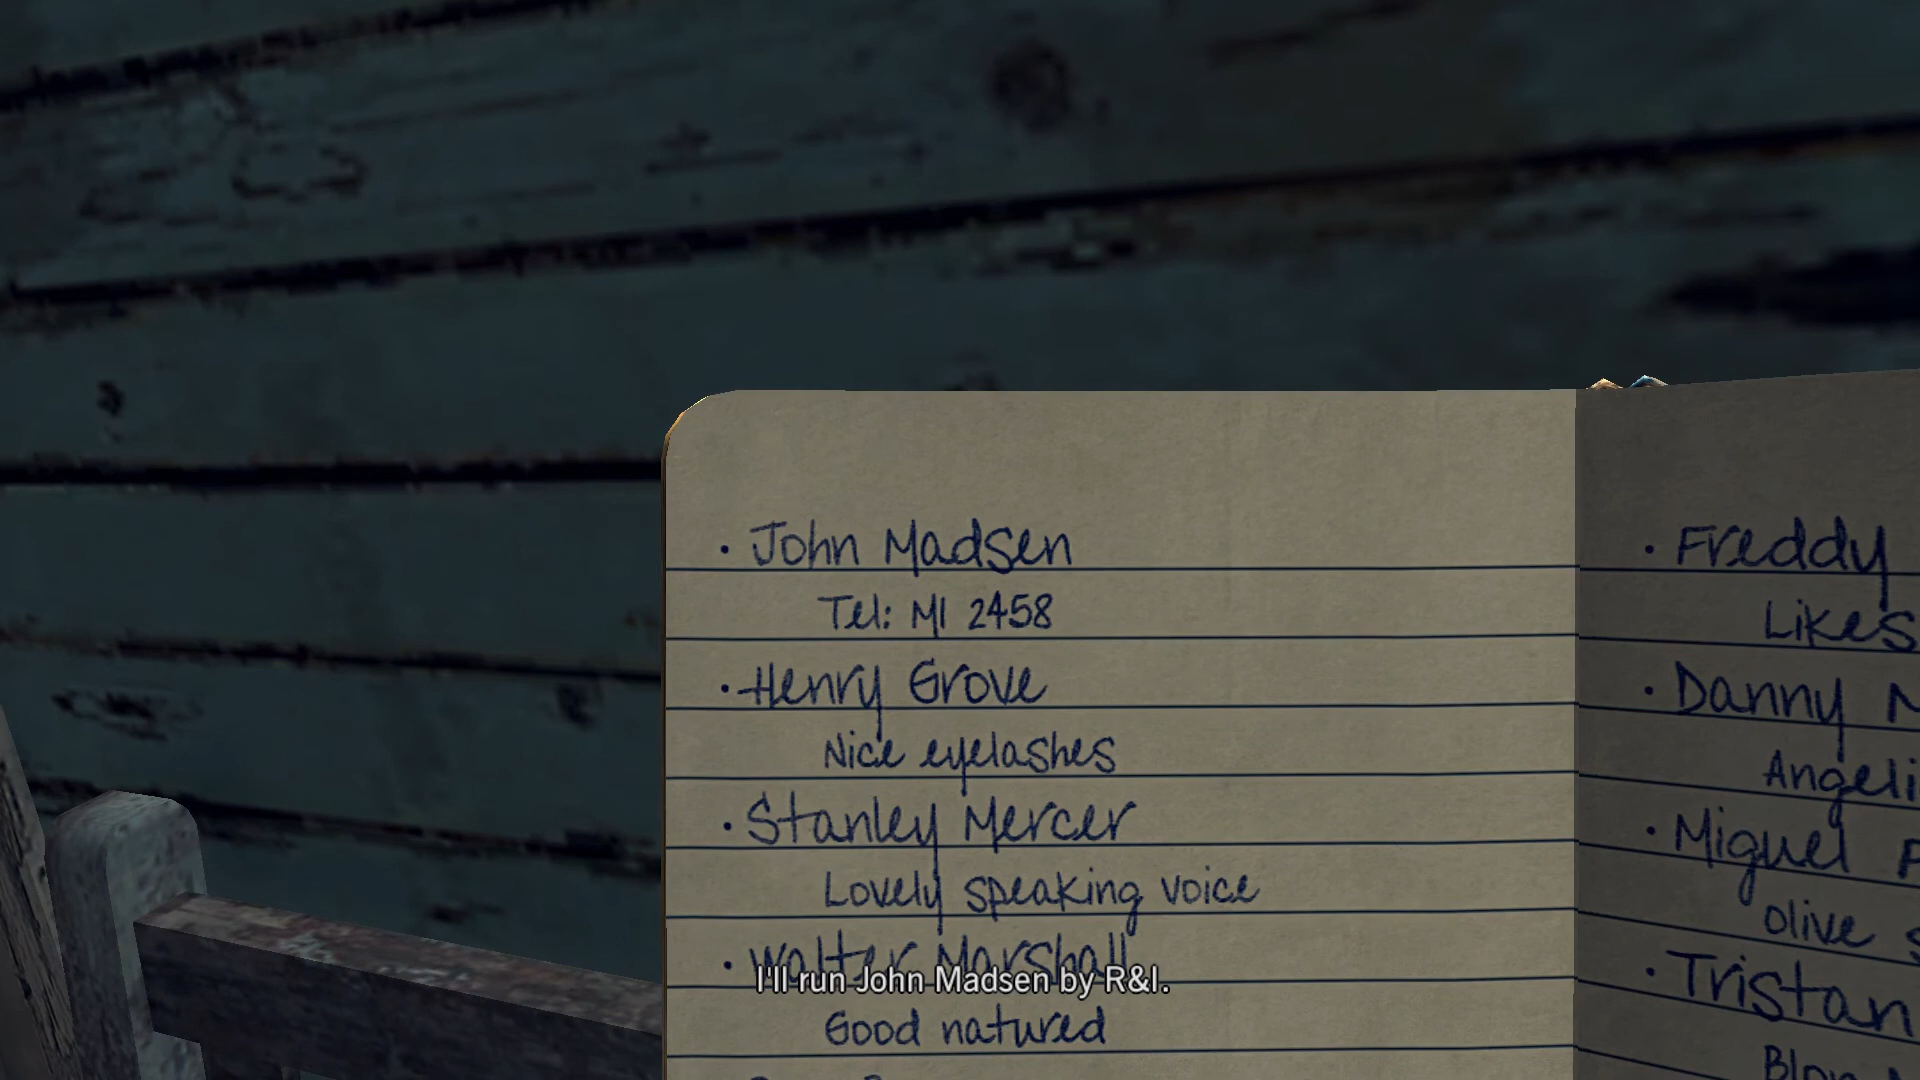 • John Madsen
Tel: MI 2458
• Henry Grove
Nice eyelashes
• Stanley Mercer
Lovely speaking voice
• Walter Marshall
I'll run John Madsen by R&I.
Good natured
• Freddy
Likes
• Danny
• Miguel
Olive
• Tristan